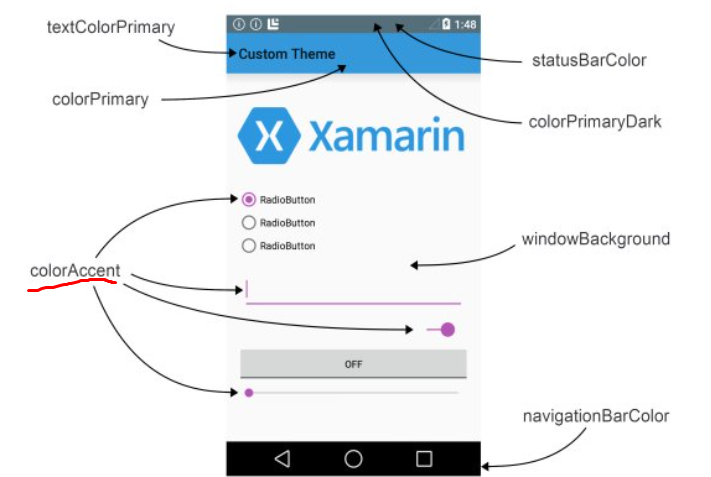 textColorPrimary
1:48
Custom Theme
statusBarColor
colorPrimary
colorPrimaryDark
Xamarin
RadioButton
RadioButton
RadioButton
windowBackground
colorAccent
OFF
navigationBarColor